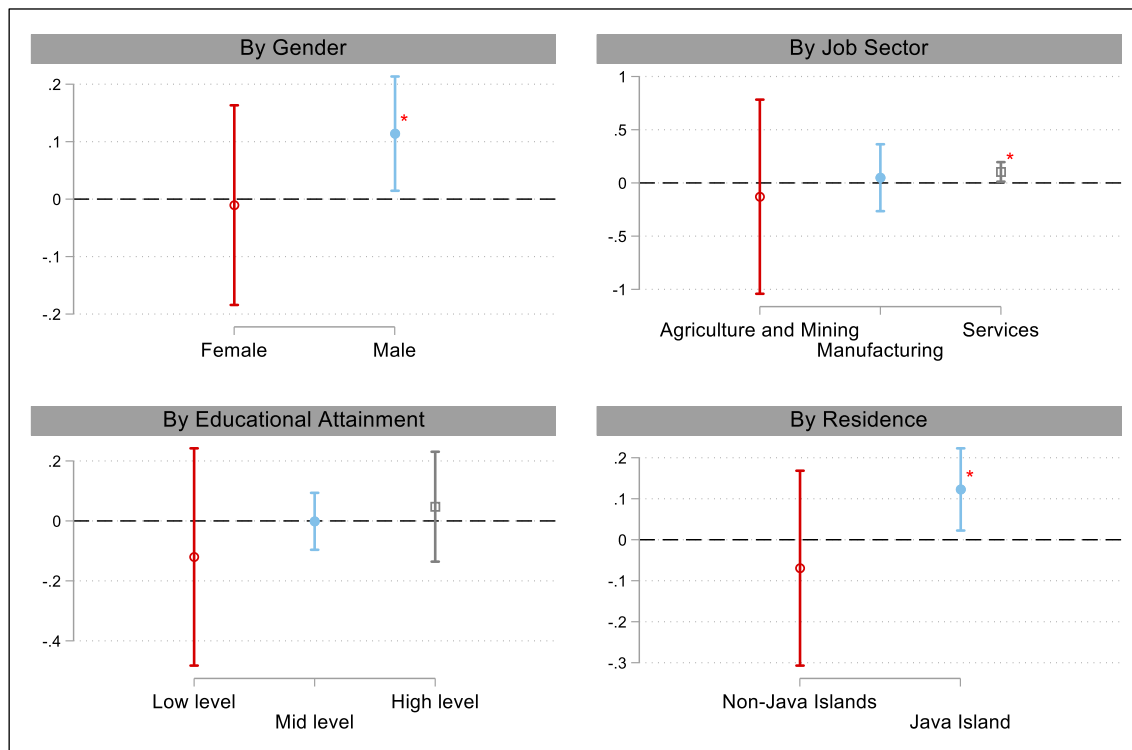 By Gender
.2
.1
0
-.1
-.2
*
Female
Male
By Job Sector
1
.5
0
-.5
-1
*
Agriculture and Mining
Manufacturing
Services
By Educational Attainment
.2
0
-.2
-.4
Low level
Mid level
High level
By Residence
.2
.1
0
-.1
-.2
-.3
*
Non-Java Islands
Java Island